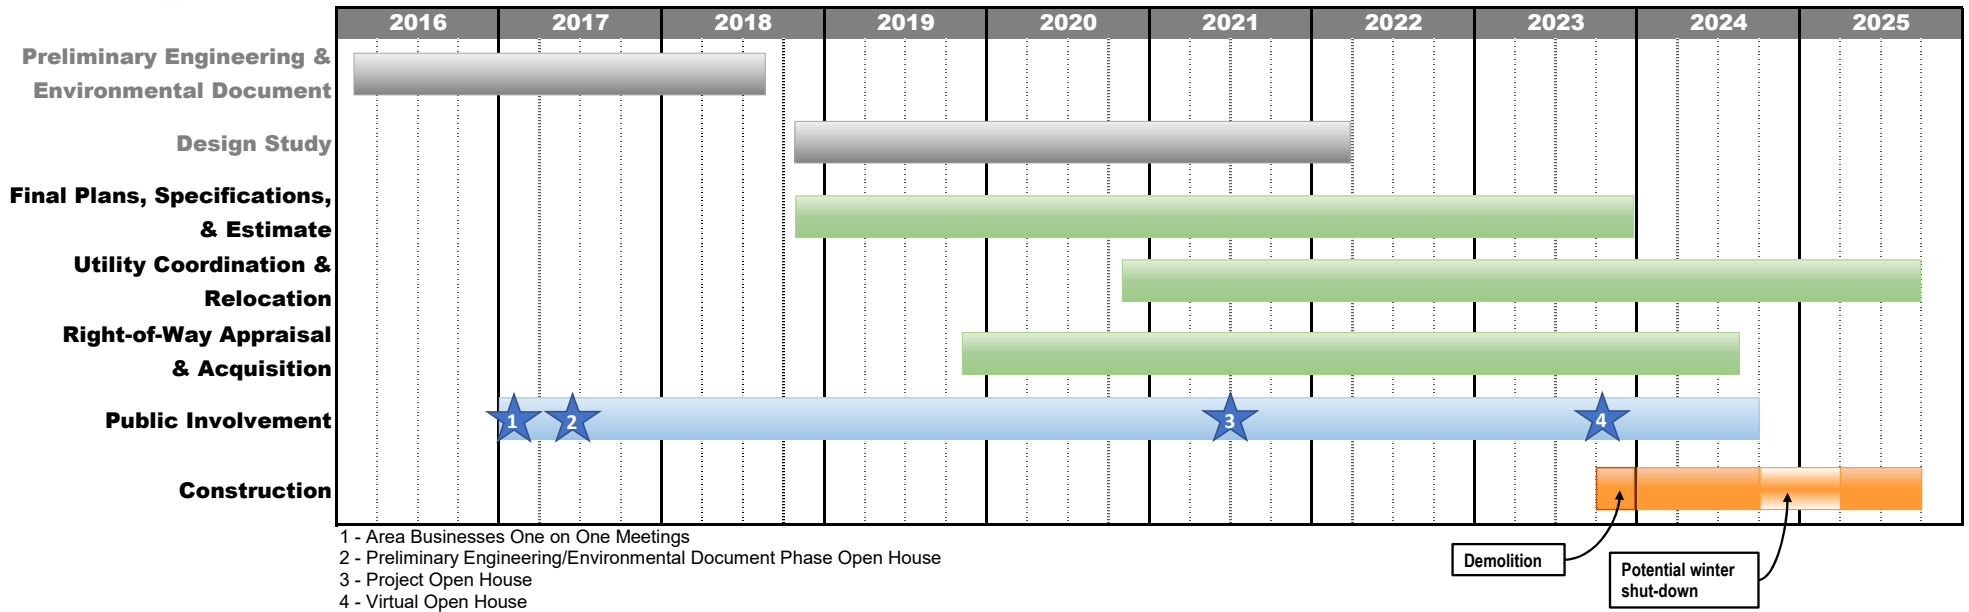 2016 2017 2018 2019 2020 2021 2022 2023 2024 2025
Preliminary Engineering &
Environmental Document
Design Study
Final Plans, Specifications,
& Estimate
Utility Coordination &
Relocation
Right-of-Way Appraisal
& Acquisition
Public Involvement
1 2 3 4
Construction
1 - Area Businesses One on One Meetings
2 - Preliminary Engineering/Environmental Document Phase Open House
3 - Project Open House
4 - Virtual Open House
Demolition
Potential winter
shut-down